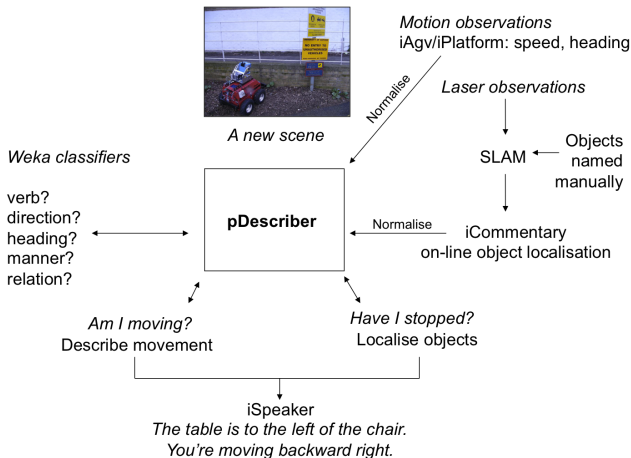 Motion observations
iAgv/iPlatform: speed, heading
Normalise
Laser observations
A new scene
Weka classifiers
SLAM
Objects
named
manually
verb?
direction?
heading?
manner?
relation?
pDescriber
Normalise
iCommentary
on-line object localisation
Am I moving?
Describe movement
Have I stopped?
Localise objects
iSpeaker
The table is to the left of the chair.
You're moving backward right.